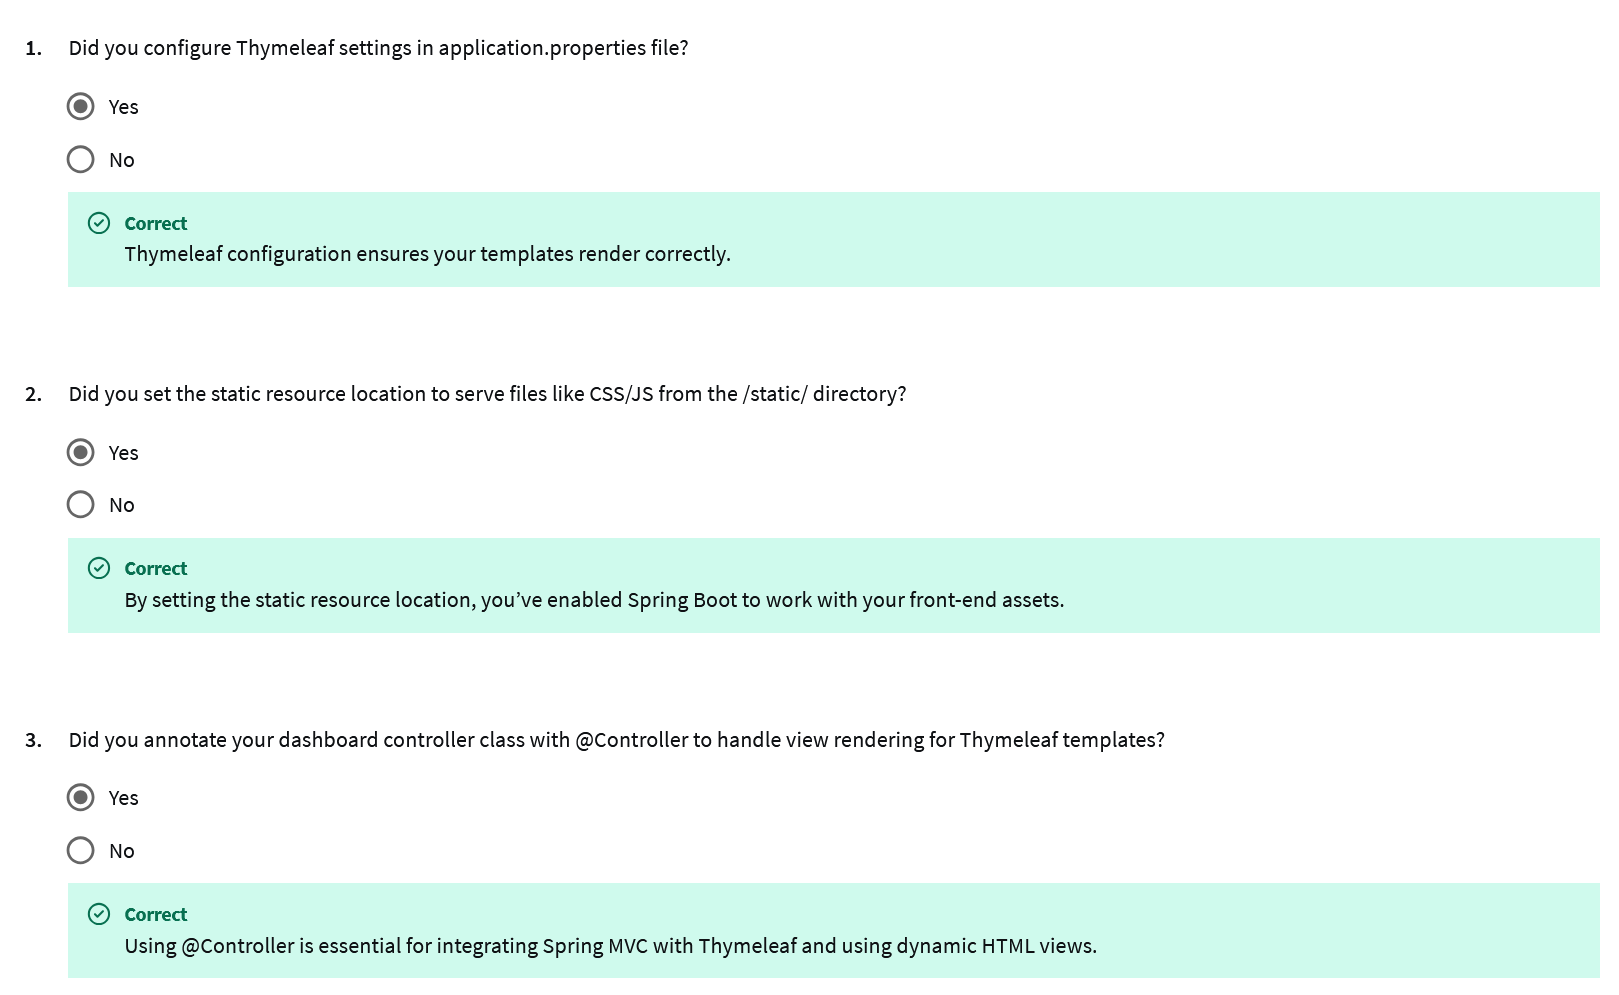 1. Did you configure Thymeleaf settings in application.properties file?
Yes
No
Correct
Thymeleaf configuration ensures your templates render correctly.
2. Did you set the static resource location to serve files like CSS/JS from the /static/ directory?
Yes
No
Correct
By setting the static resource location, you’ve enabled Spring Boot to work with your front-end assets.
3. Did you annotate your dashboard controller class with @Controller to handle view rendering for Thymeleaf templates?
Yes
No
Correct
Using @Controller is essential for integrating Spring MVC with Thymeleaf and using dynamic HTML views.